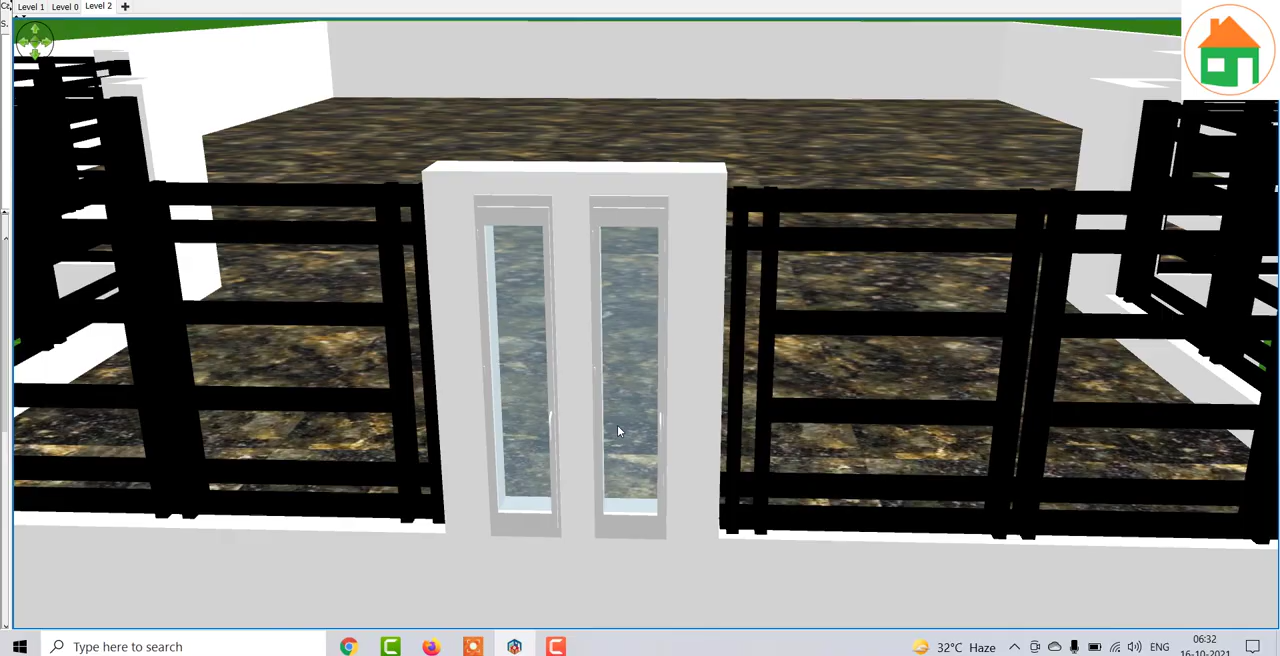 Level 1 Level 0 Level 2
S.
Type here to search
32°C Haze
ENG
06:32
16-10-2021